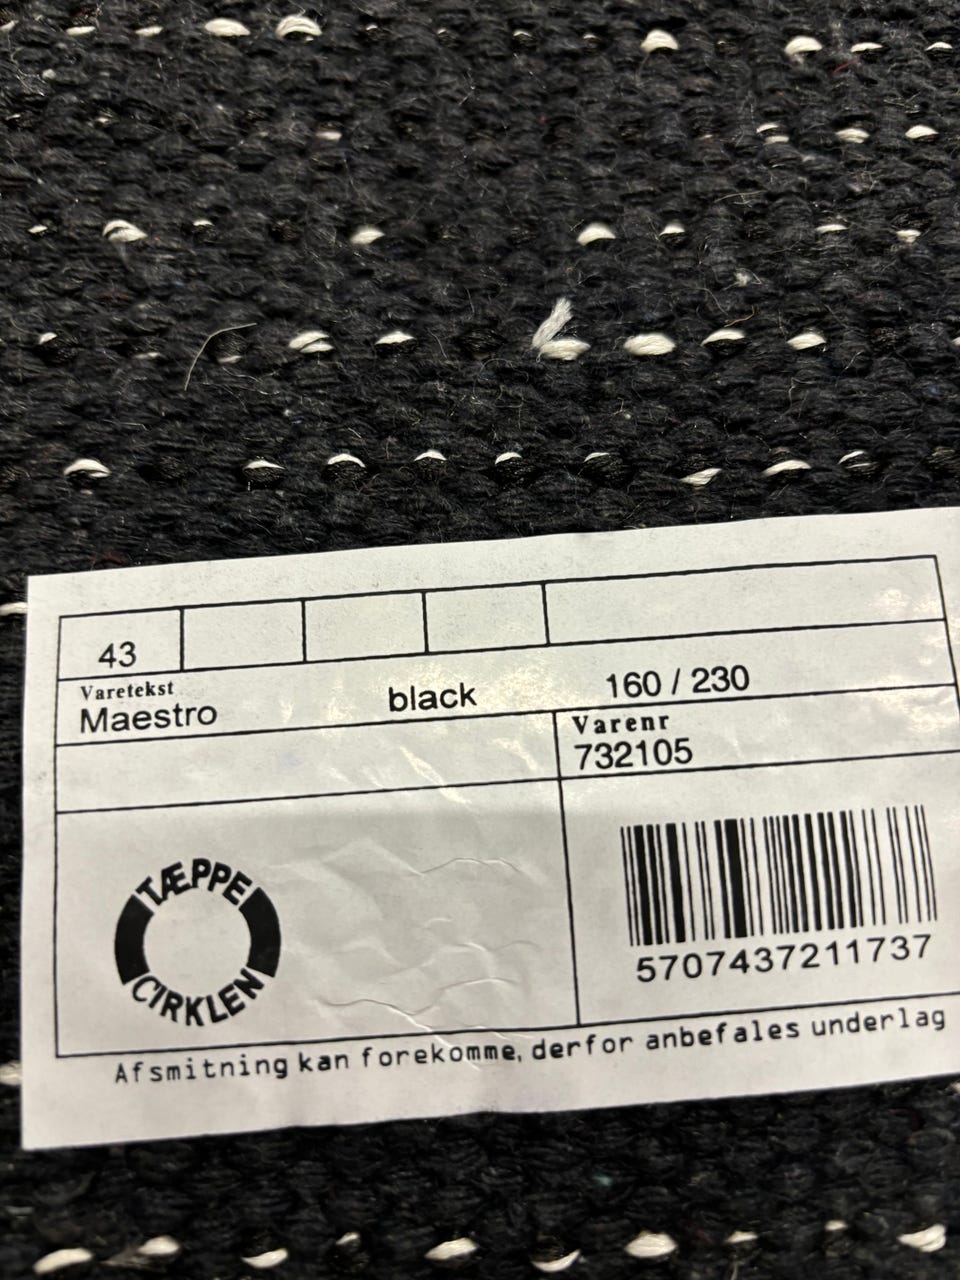 43
Varetekst
Maestro black 160 / 230
Varenr
732105
TÆPPE
CIRKLEN
5707437211737
Afsmitning kan forekomme, derfor anbefales underlag